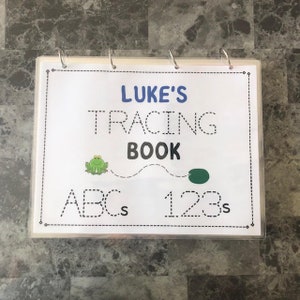 LUKE'S
TRACING
BOOK
ABCs 123s